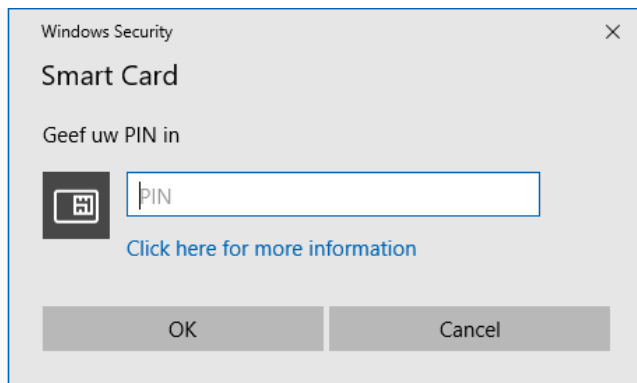 Windows Security
Smart Card
Geef uw PIN in
PIN
Click here for more information
OK
Cancel